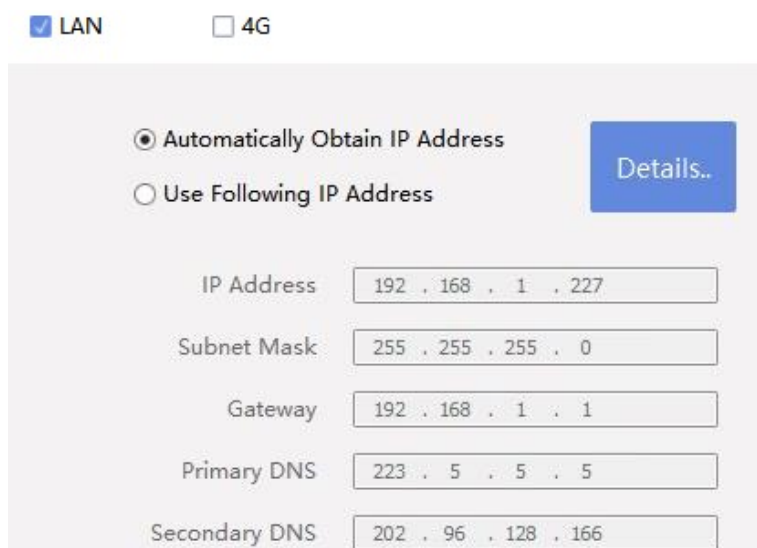 LAN 4G
Automatically Obtain IP Address
Details..
Use Following IP Address
IP Address 192 . 168 . 1 . 227
Subnet Mask 255 . 255 . 255 . 0
Gateway 192 . 168 . 1 . 1
Primary DNS 223 . 5 . 5 . 5
Secondary DNS 202 . 96 . 128 . 166